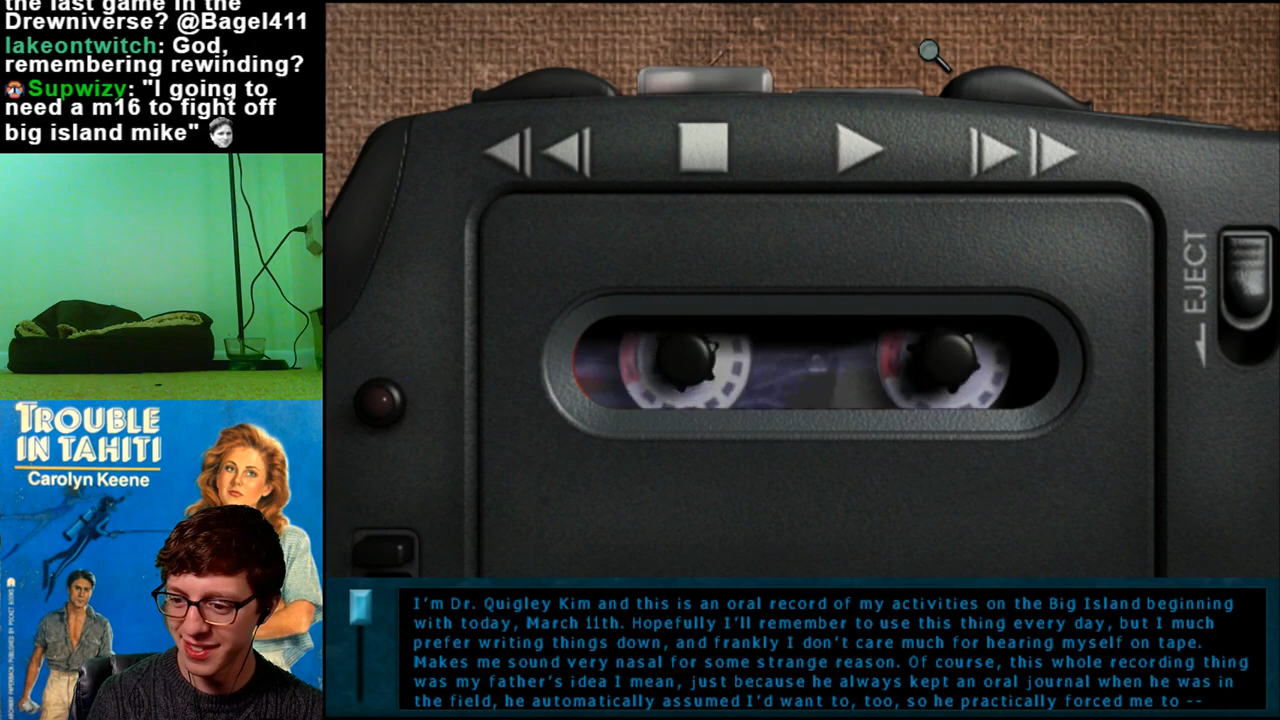 the last game in the
Drewniverse? @Bagel411
lakeontwitch: God,
remembering rewinding?
Supwizy: "I going to
need a m16 to fight off
big island mike"
TROUBLE
IN TAHITI
Carolyn Keene
EJECT
I'm Dr. Quigley Kim and this is an oral record of my activities on the Big Island beginning
with today, March 11th. Hopefully I'll remember to use this thing every day, but I much
prefer writing things down, and frankly I don't care much for hearing myself on tape.
Makes me sound very nasal for some strange reason. Of course, this whole recording thing
was my father's idea I mean, just because he always kept an oral journal when he was in
the field, he automatically assumed I'd want to, too, so he practically forced me to --